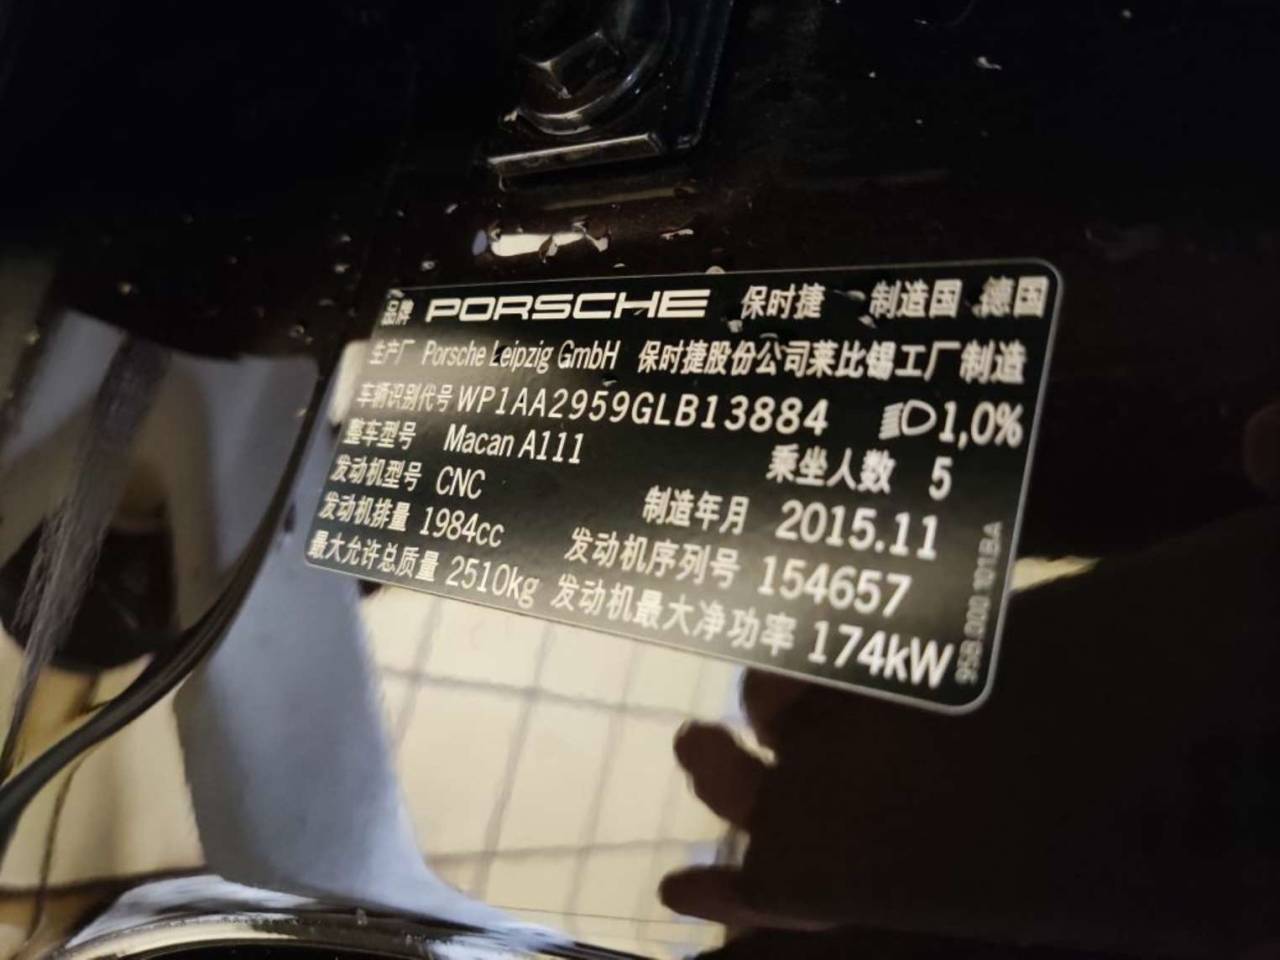 品牌 PORSCHE 保时捷 制造国 德国
生产厂 Porsche Leipzig GmbH 保时捷股份公司莱比锡工厂制造
车辆识别代号 WP1AA2959GLB13884 1,0%
整车型号 Macan A111 乘坐人数 5
发动机型号 CNC 制造年月 2015.11
发动机排量 1984cc 发动机序列号 154657
最大允许总质量 2510kg 发动机最大净功率 174kW
95B.000.101.BA